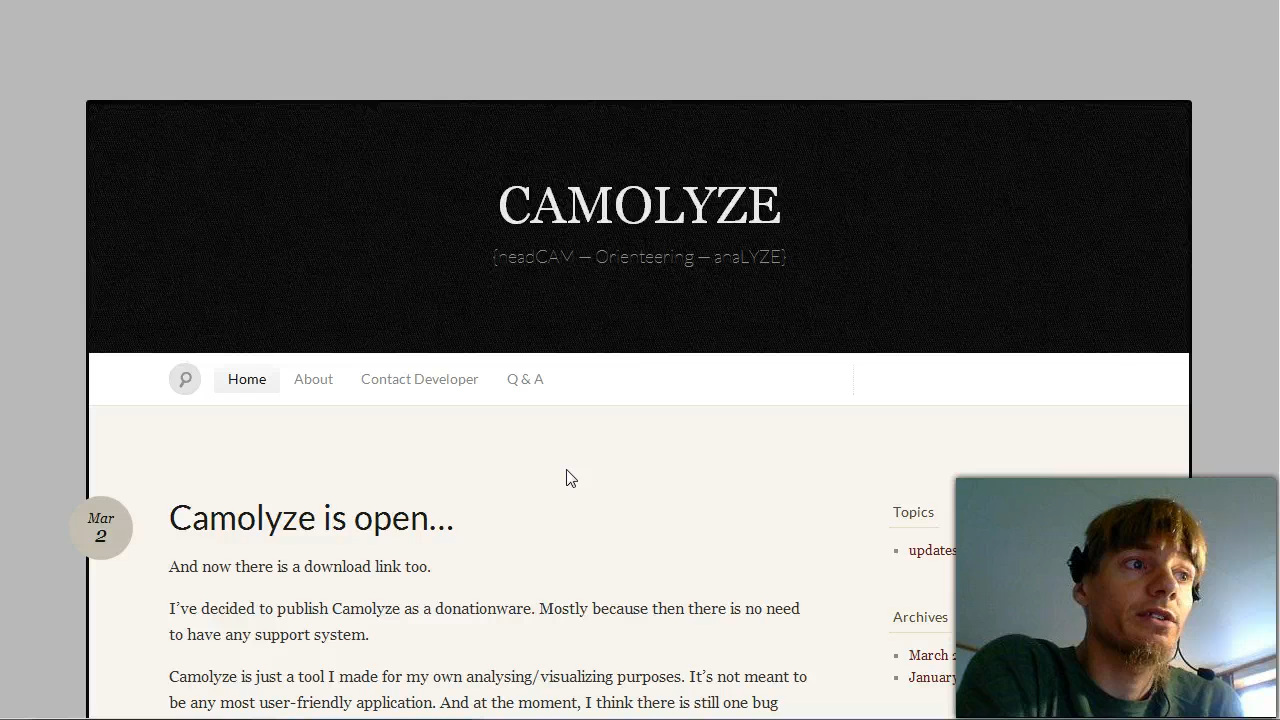 CAMOLYZE
{headCAM — Orienteering — anaLYZE}
Home About Contact Developer Q & A
Mar
2
Camolyze is open...
And now there is a download link too.
I've decided to publish Camolyze as a donationware. Mostly because then there is no need
to have any support system.
Camolyze is just a tool I made for my own analysing/visualizing purposes. It's not meant to
be any most user-friendly application. And at the moment, I think there is still one bug
Topics
updates
Archives
March
January